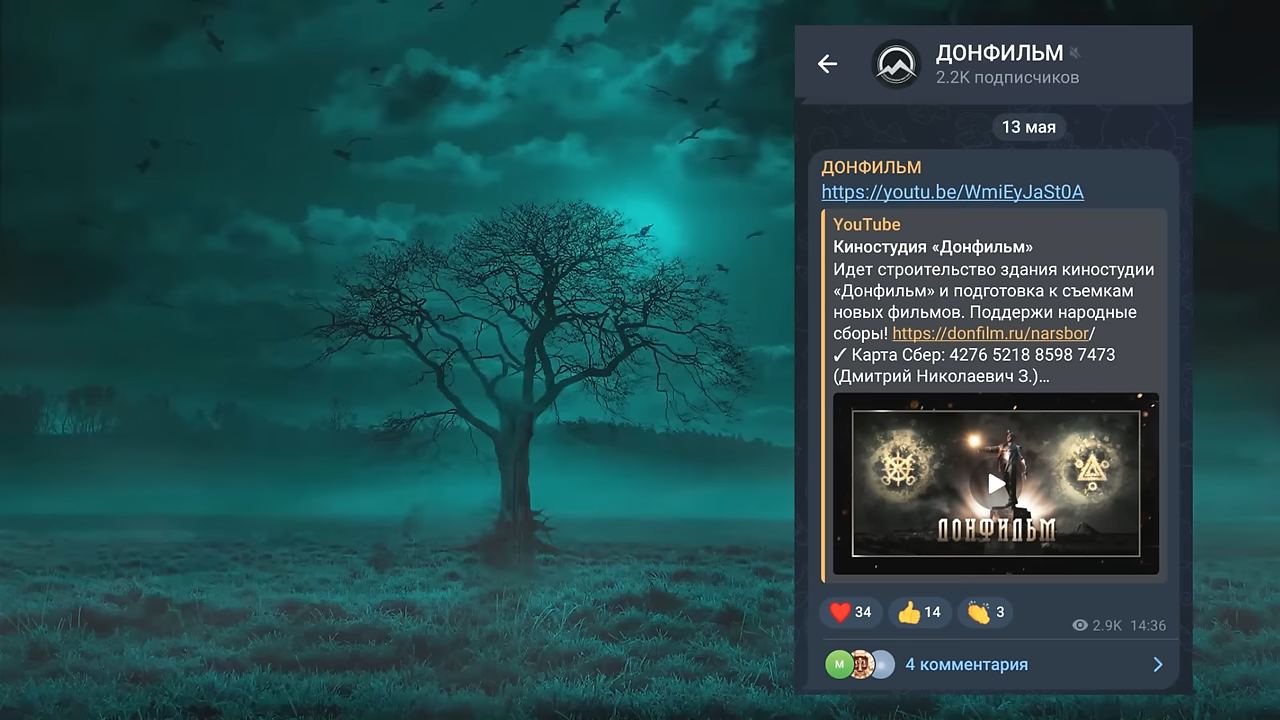 ДОНФИЛЬМ
2.2K подписчиков
13 мая
ДОНФИЛЬМ
https://youtu.be/WmiEyJaSt0A
YouTube
Киностудия «Донфильм»
Идет строительство здания киностудии
«Донфильм» и подготовка к съемкам
новых фильмов. Поддержи народные
сборы! https://donfilm.ru/narsbor/
✓ Карта Сбер: 4276 5218 8598 7473
(Дмитрий Николаевич З.)...
ДОНФИЛЬМ
34 14 3
2.9K 14:36
М
4 комментария